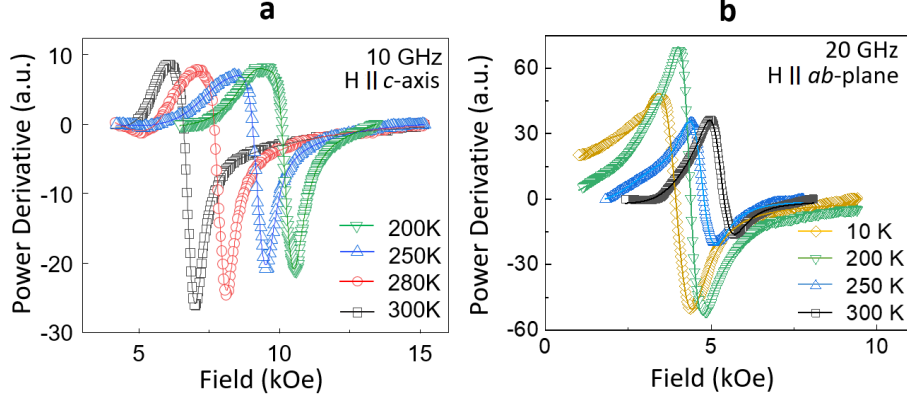 a
10 GHz
H || c-axis
Power Derivative (a.u.)
10
0
-10
-20
-30
200K
250K
280K
300K
5
10
15
Field (kOe)
b
20 GHz
H || ab-plane
Power Derivative (a.u.)
60
30
0
-30
-60
10 K
200 K
250 K
300 K
0
5
10
Field (kOe)